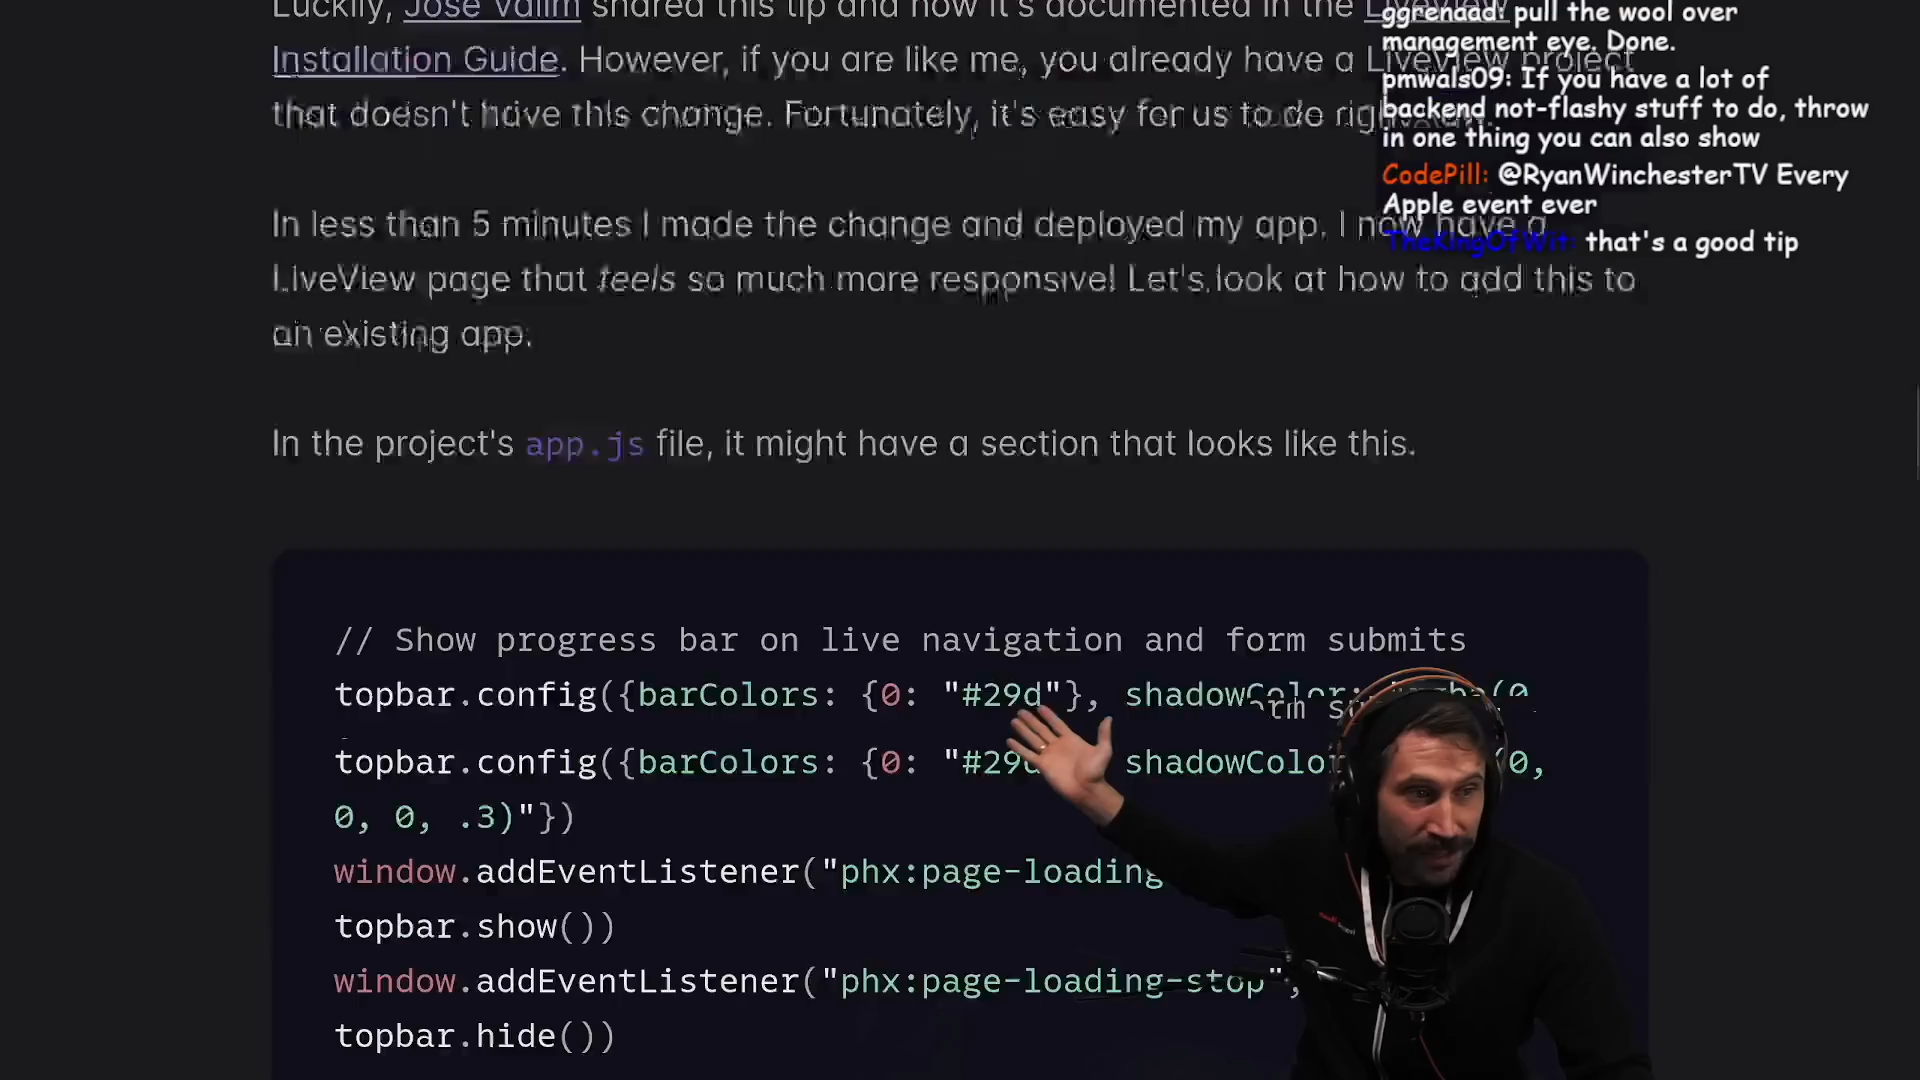 Luckily, José Valim shared this tip and now it's documented in the LiveView
Installation Guide. However, if you are like me, you already have a LiveView project
that doesn't have this change. Fortunately, it's easy for us to do
In less than 5 minutes I made the change and deployed my app. I now have a
LiveView page that feels so much more responsive! Let's look at how to add this to
an existing app.
In the project's app.js file, it might have a section that looks like this.
// Show progress bar on live navigation and form submits
topbar.config({barColors: {0: "#29d"}, shadowColor:
topbar.config({barColors: {0: "#29d shadowColor 0,
0, 0, .3)"})
window.addEventListener("phx:page-loading
topbar.show())
window.addEventListener("phx:page-loading-stop",
topbar.hide())
ggrenaad: pull the wool over
management eye. Done.
pmwals09: If you have a lot of
backend not-flashy stuff to do, throw
in one thing you can also show
CodePill: @RyanWinchesterTV Every
Apple event ever
TheKingOfWit: that's a good tip